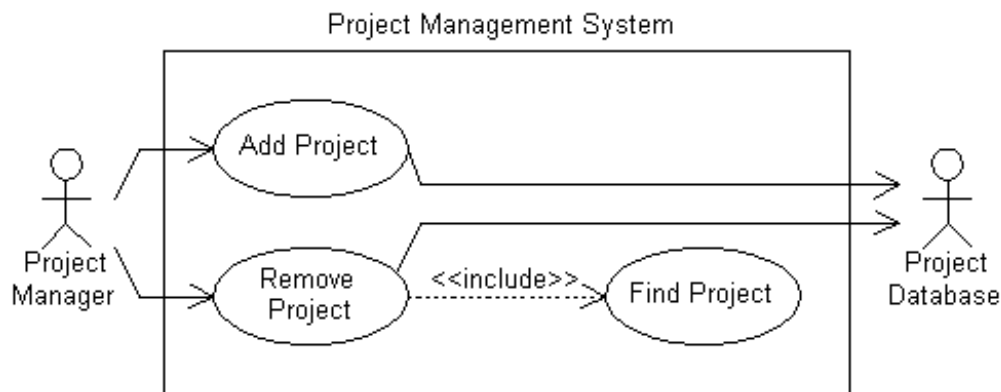 Project Management System
Add Project
Project
Manager
Remove
Project
<<include>>
Find Project
Project
Database